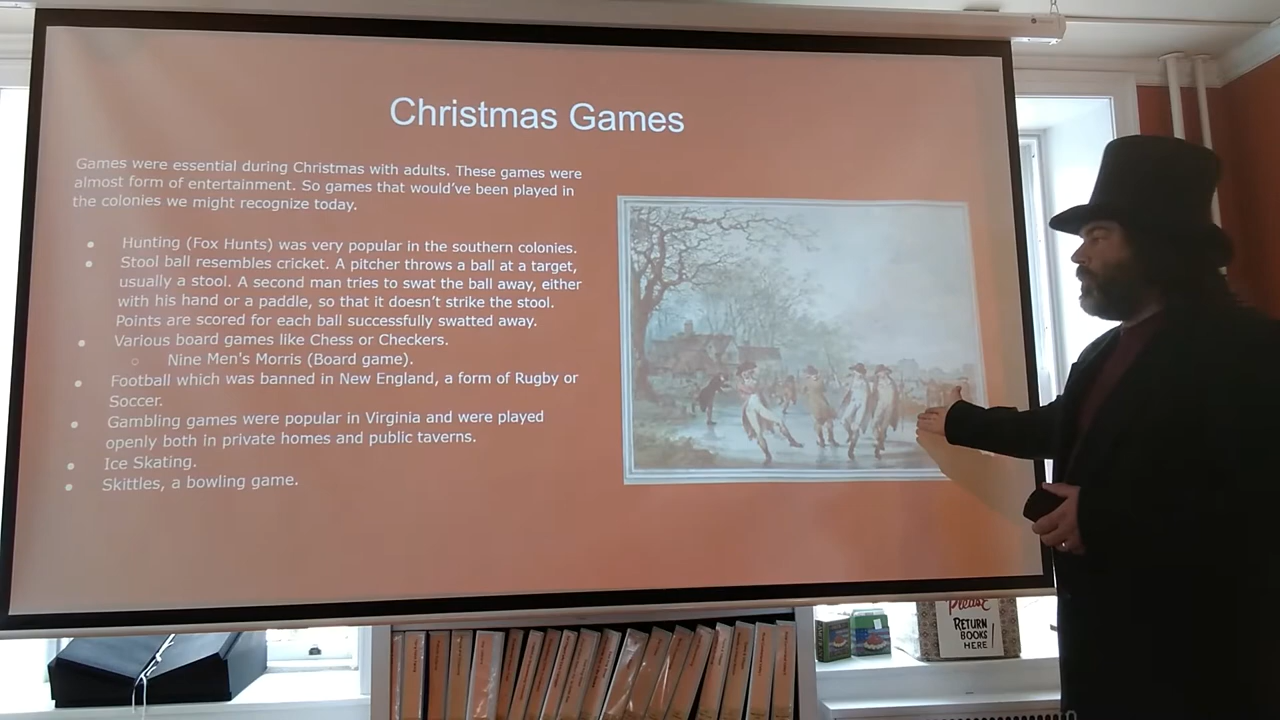 Christmas Games
Games were essential during Christmas with adults. These games were
almost form of entertainment. So games that would've been played in
the colonies we might recognize today.
Hunting (Fox Hunts) was very popular in the southern colonies.
Stool ball resembles cricket. A pitcher throws a ball at a target,
usually a stool. A second man tries to swat the ball away, either
with his hand or a paddle, so that it doesn't strike the stool.
Points are scored for each ball successfully swatted away.
Various board games like Chess or Checkers.
Nine Men's Morris (Board game).
Football which was banned in New England, a form of Rugby or
Soccer.
Gambling games were popular in Virginia and were played
openly both in private homes and public taverns.
Ice Skating.
Skittles, a bowling game.
Please
RETURN
BOOKS
HERE!